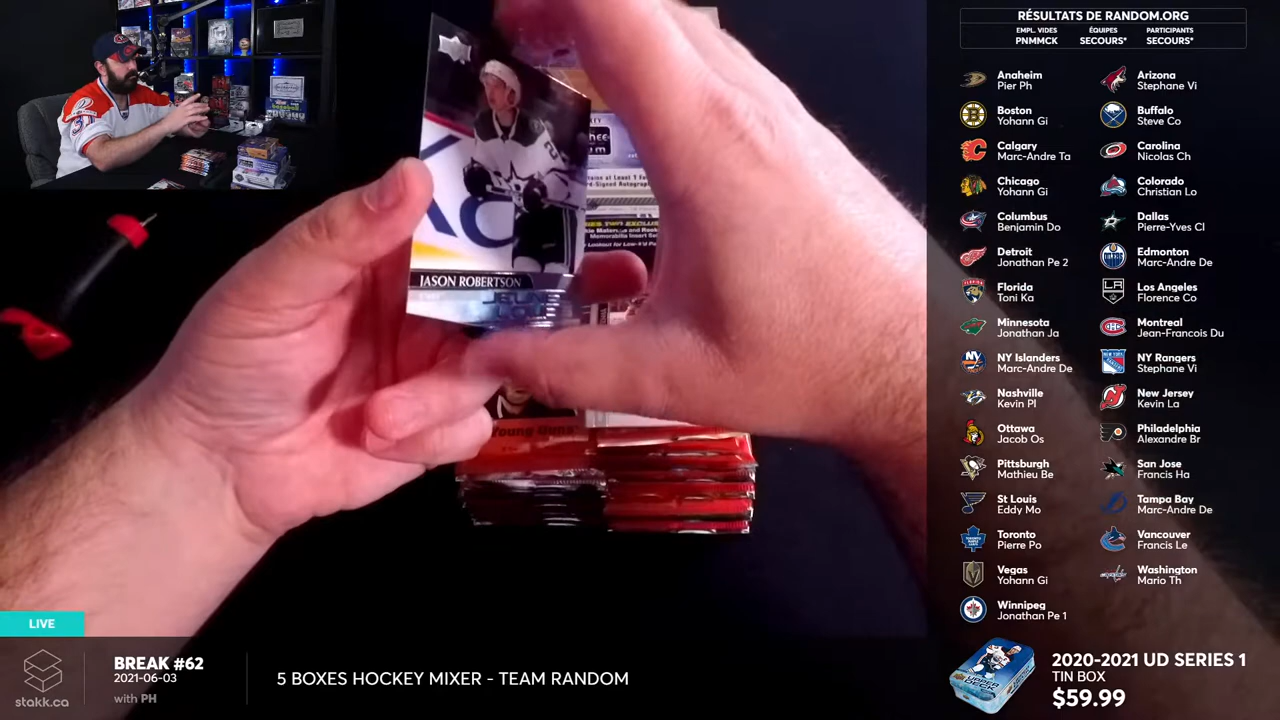 RÉSULTATS DE RANDOM.ORG
EMPL. VIDES
PNMMCK
ÉQUIPES
SECOURS*
PARTICIPANTS
SECOURS*
Anaheim
Pier Ph
Arizona
Stephane Vi
Boston
Yohann Gi
Buffalo
Steve Co
Calgary
Marc-Andre Ta
Carolina
Nicolas Ch
Chicago
Yohann Gi
Colorado
Christian Lo
Columbus
Benjamin Do
Dallas
Pierre-Yves Cl
Detroit
Jonathan Pe 2
Edmonton
Marc-Andre De
Florida
Toni Ka
Los Angeles
Florence Co
Minnesota
Jonathan Ja
Montreal
Jean-Francois Du
NY Islanders
Marc-Andre De
NY Rangers
Stephane Vi
Nashville
Kevin Pl
New Jersey
Kevin La
Ottawa
Jacob Os
Philadelphia
Alexandre Br
Pittsburgh
Mathieu Be
San Jose
Francis Ha
St Louis
Eddy Mo
Tampa Bay
Marc-Andre De
Toronto
Pierre Po
Vancouver
Francis Le
Vegas
Yohann Gi
Washington
Mario Th
Winnipeg
Jonathan Pe 1
JASON ROBERTSON
Young Guns
LIVE
stakk.ca
BREAK #62
2021-06-03
with PH
5 BOXES HOCKEY MIXER - TEAM RANDOM
2020-2021 UD SERIES 1
TIN BOX
$59.99